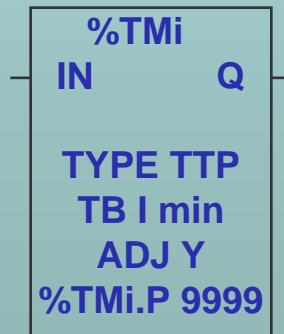 %TMi
IN Q
TYPE TTP
TB I min
ADJ Y
%TMi.P 9999